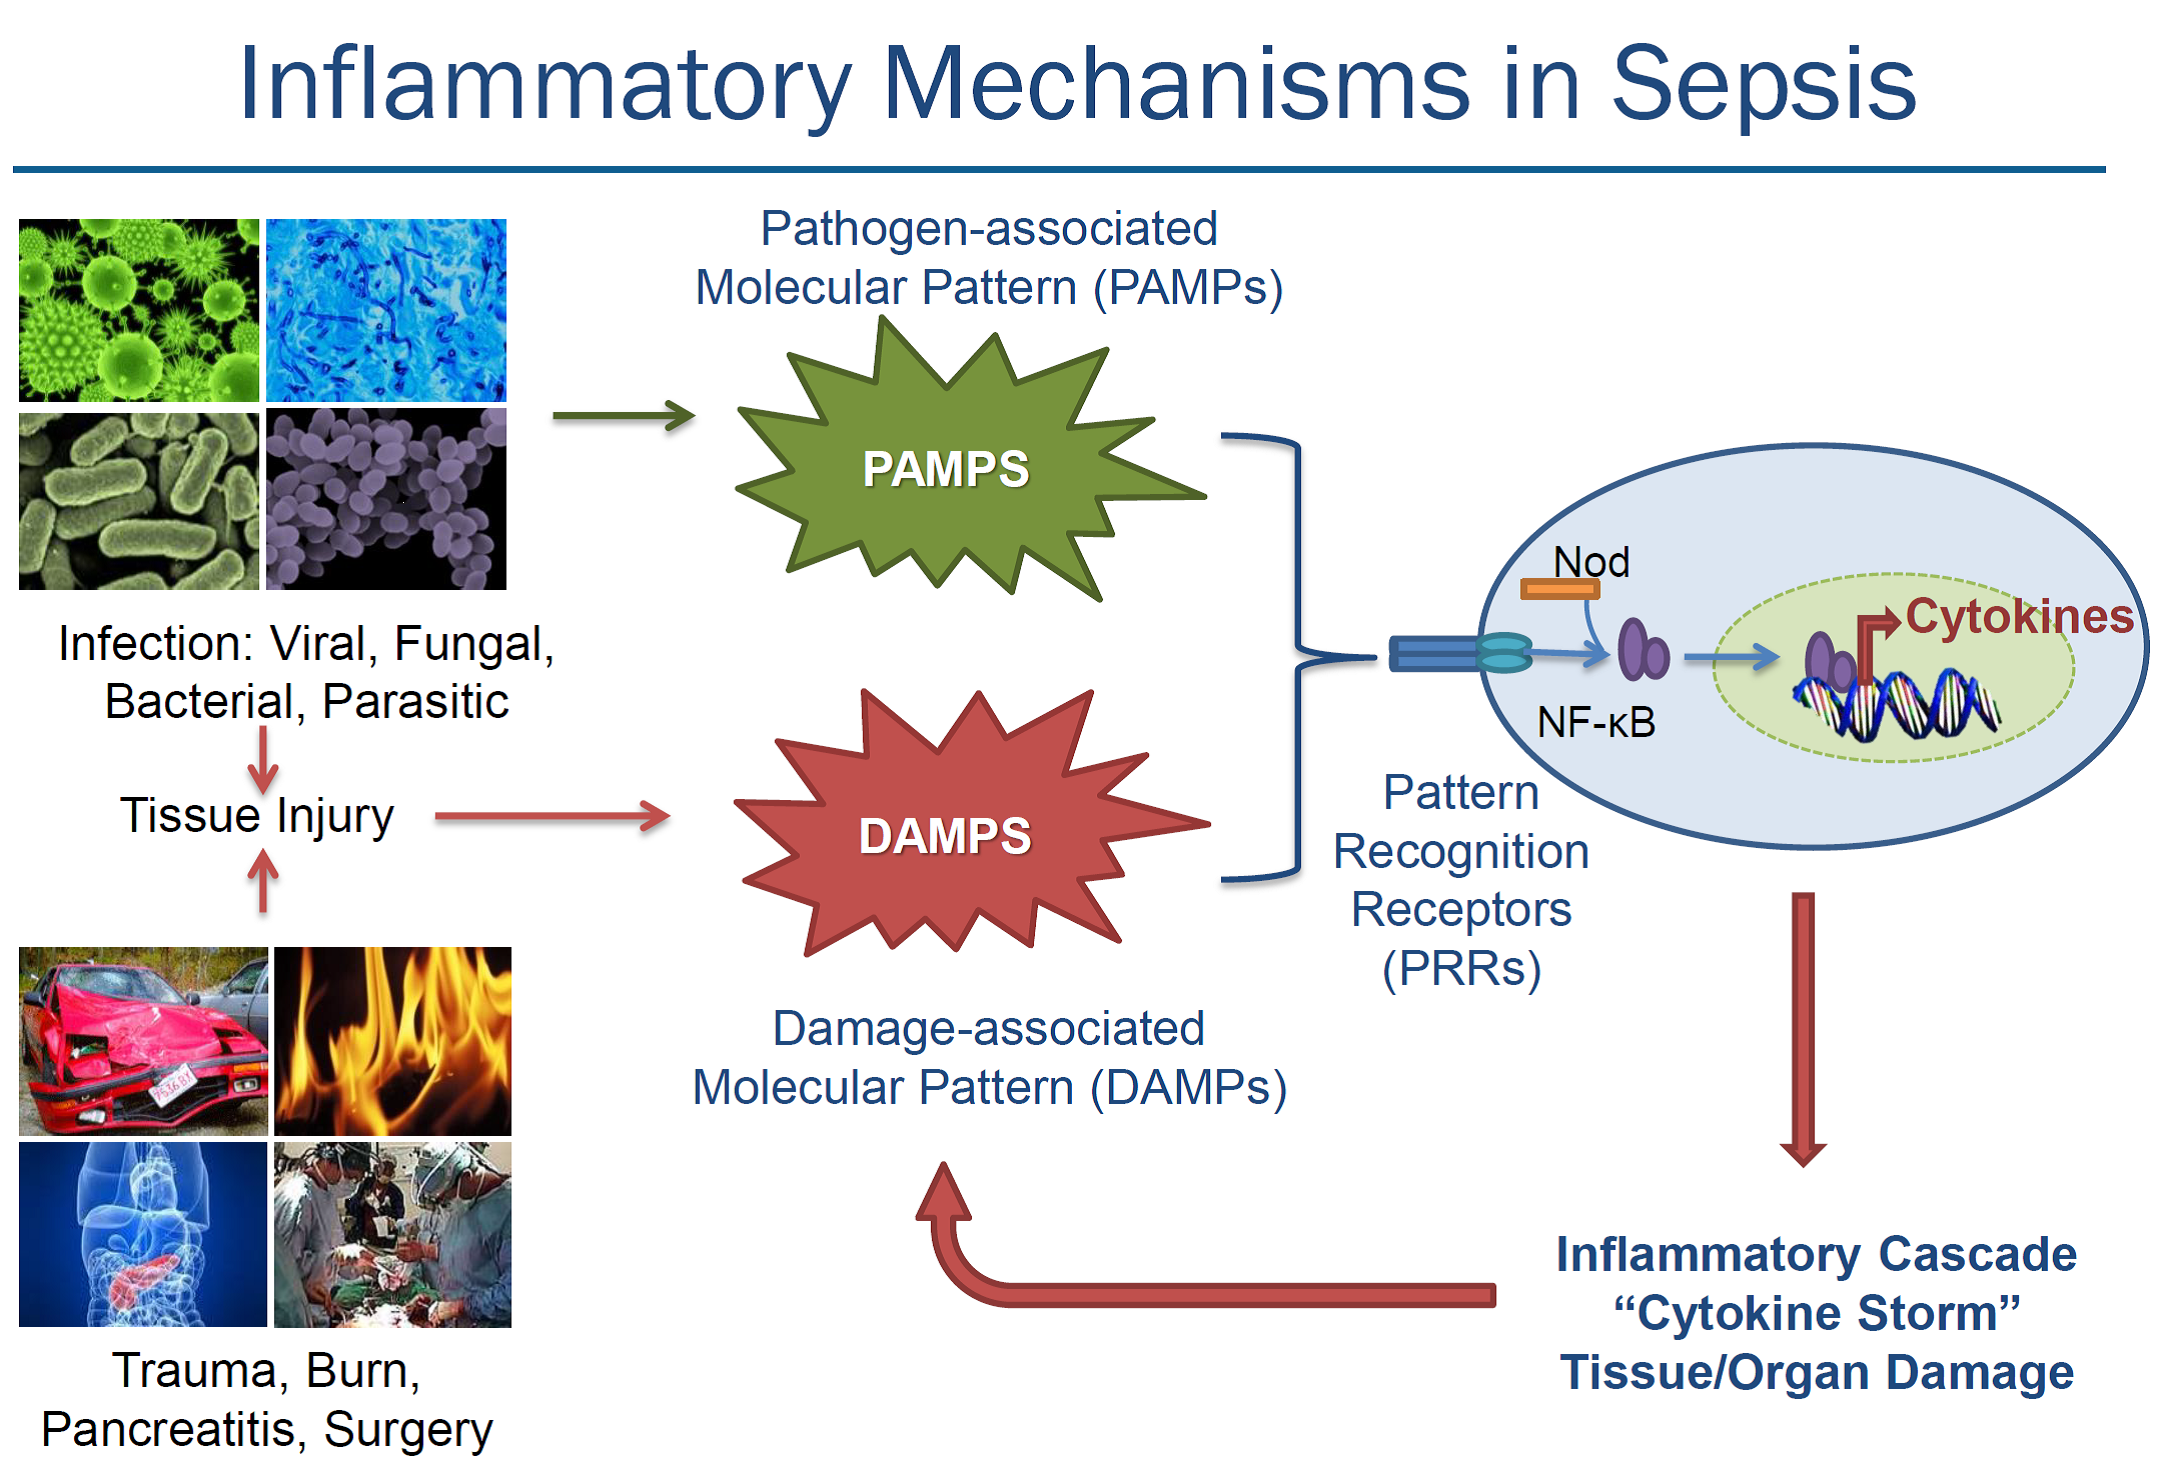 Inflammatory Mechanisms in Sepsis
Pathogen-associated
Molecular Pattern (PAMPs)
PAMPS
Infection: Viral, Fungal,
Bacterial, Parasitic
Tissue Injury
DAMPS
Damage-associated
Molecular Pattern (DAMPs)
Trauma, Burn,
Pancreatitis, Surgery
Nod
Cytokines
NF-κB
Pattern
Recognition
Receptors
(PRRs)
Inflammatory Cascade
“Cytokine Storm”
Tissue/Organ Damage